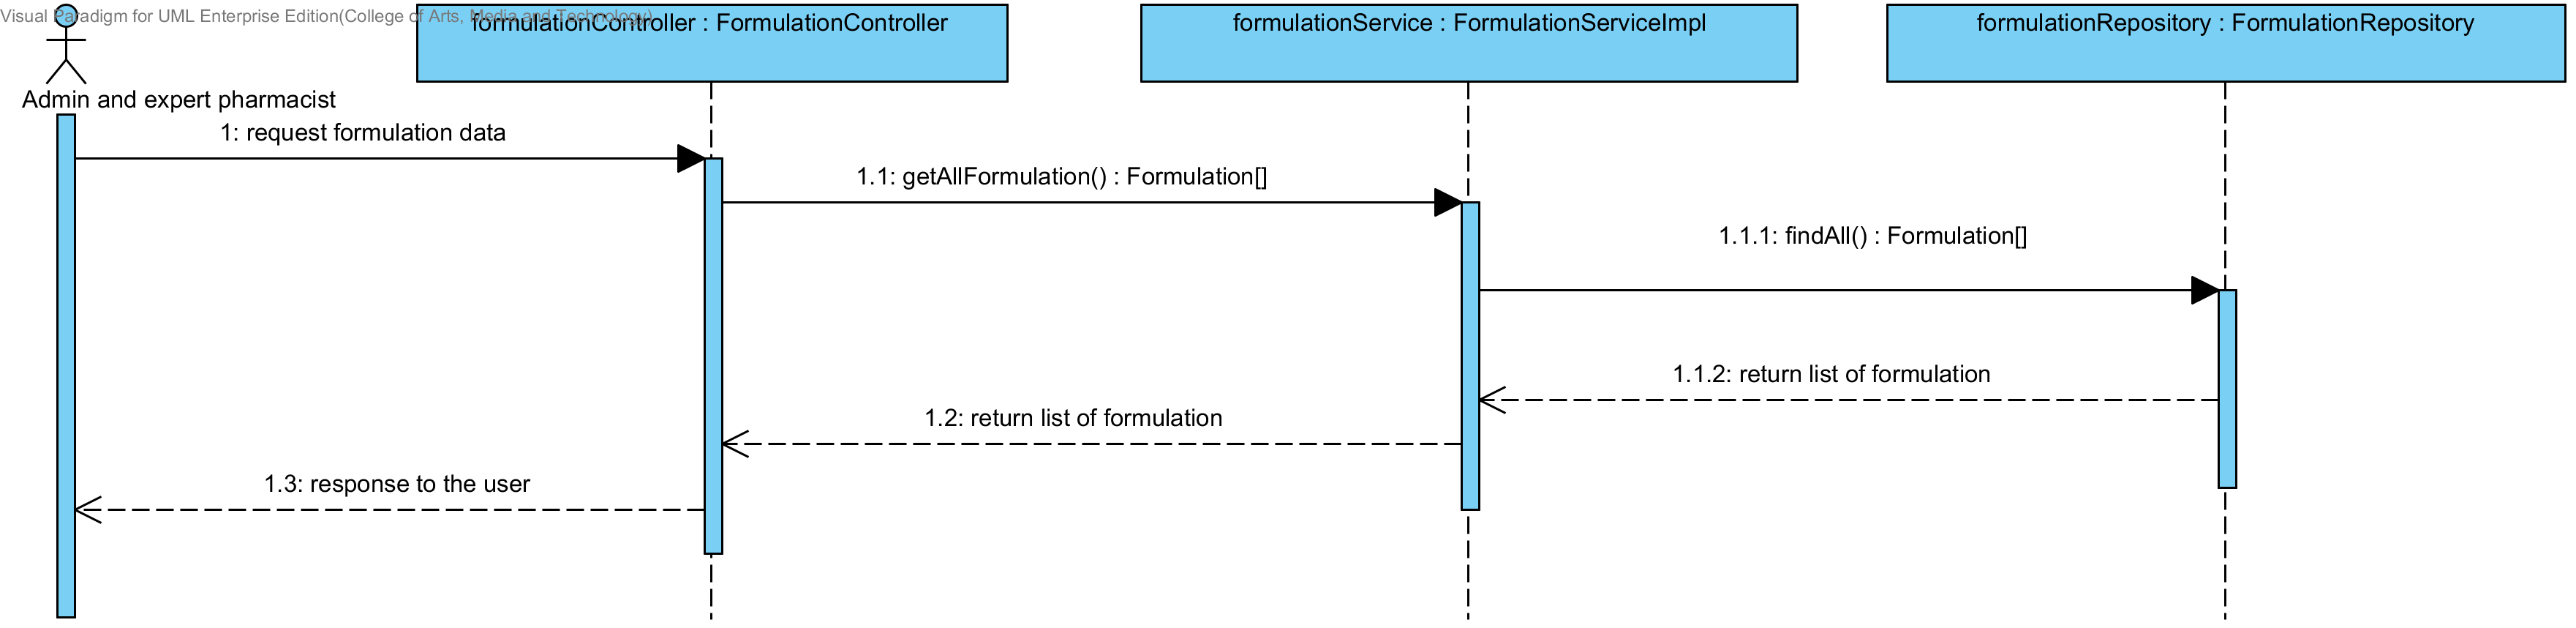 Visual Paradigm for UML Enterprise Edition(College of Arts, Media and Technology)
formulationController : FormulationController
formulationService : FormulationServiceImpl
formulationRepository : FormulationRepository
Admin and expert pharmacist
1: request formulation data
1.1: getAllFormulation() : Formulation[]
1.1.1: findAll() : Formulation[]
1.1.2: return list of formulation
1.2: return list of formulation
1.3: response to the user